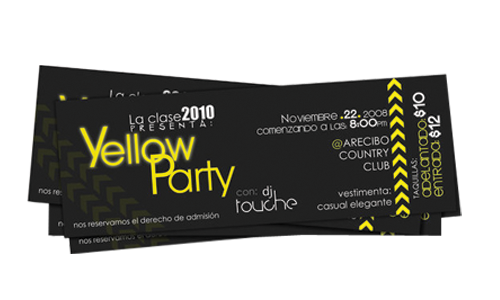 La clase 2010
PRESENTA:
Yellow
Party
con: dj
touche
Noviembre .22. 2008
comenzando a las: 8:00pm
@ARECIBO
COUNTRY
CLUB
vestimenta:
casual elegante
nos reservamos el derecho de admisión
TAQUILLAS:
adelantado: $10
entrada: $12
La clase 20
nos
nos reservamos el derecho de admisión